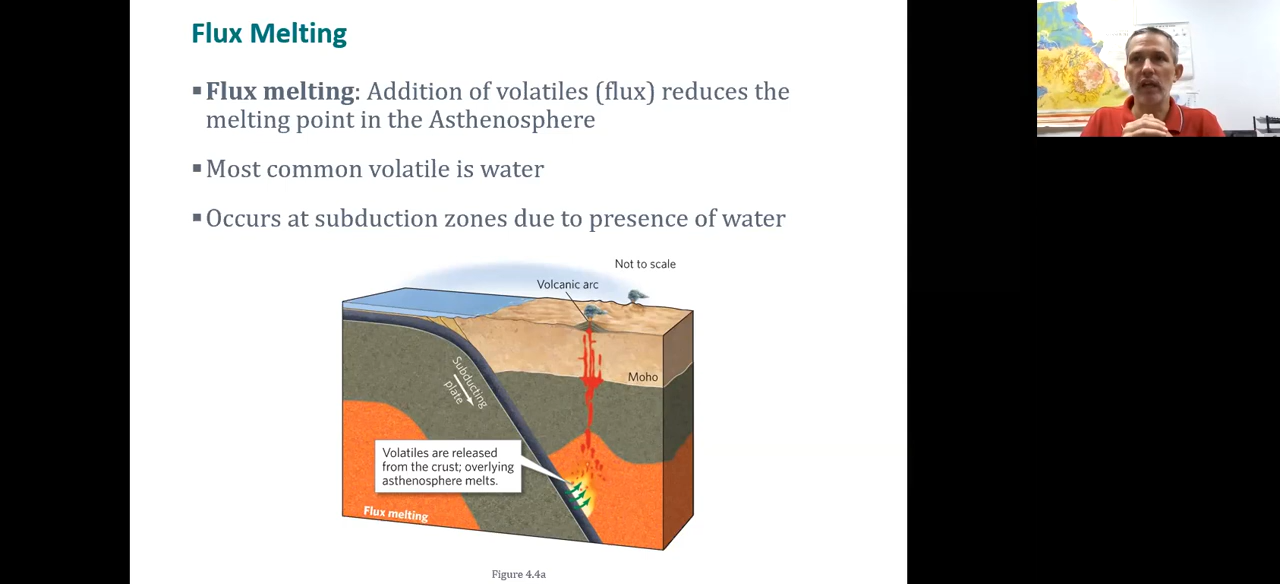 Flux Melting
▪Flux melting: Addition of volatiles (flux) reduces the
melting point in the Asthenosphere
▪Most common volatile is water
▪Occurs at subduction zones due to presence of water
Not to scale
Volcanic arc
Moho
Subducting
plate
Volatiles are released
from the crust; overlying
asthenosphere melts.
Flux melting
Figure 4.4a